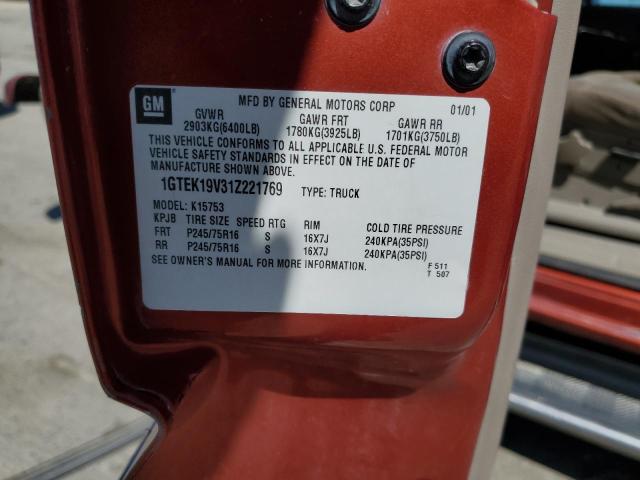 GM
MFD BY GENERAL MOTORS CORP 01/01
GVWR GAWR FRT GAWR RR
2903KG(6400LB) 1780KG(3925LB) 1701KG(3750LB)
THIS VEHICLE CONFORMS TO ALL APPLICABLE U.S. FEDERAL MOTOR
VEHICLE SAFETY STANDARDS IN EFFECT ON THE DATE OF
MANUFACTURE SHOWN ABOVE.
1GTEK19V31Z221769 TYPE: TRUCK
MODEL: K15753
KPJB TIRE SIZE SPEED RTG RIM COLD TIRE PRESSURE
FRT P245/75R16 S 16X7J 240KPA(35PSI)
RR P245/75R16 S 16X7J 240KPA(35PSI)
SEE OWNER'S MANUAL FOR MORE INFORMATION. F 511
T 507